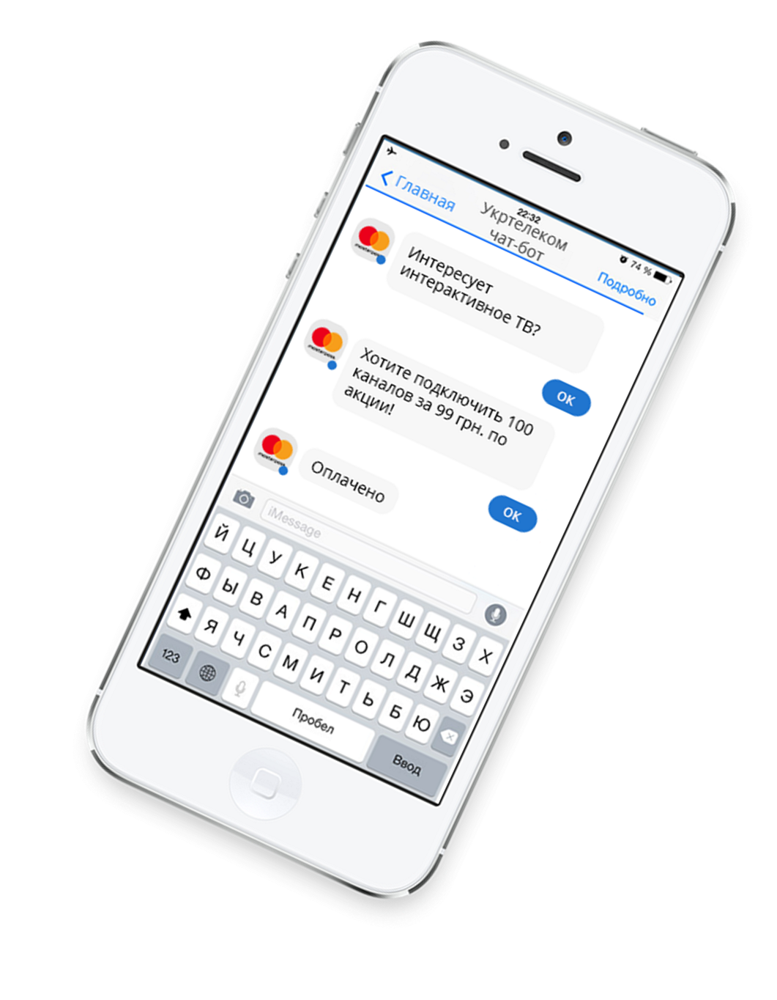 22:32
74 %
Главная
Укртелеком
чат-бот
Подробно
Интересует
интерактивное ТВ?
ОК
Хотите подключить 100
каналов за 99 грн. по
акции!
ОК
Оплачено
iMessage
Й Ц У К Е Н Г Ш Щ З Х
Ф Ы В А П Р О Л Д Ж Э
Я Ч С М И Т Ь Б Ю
123
Пробел
Ввод